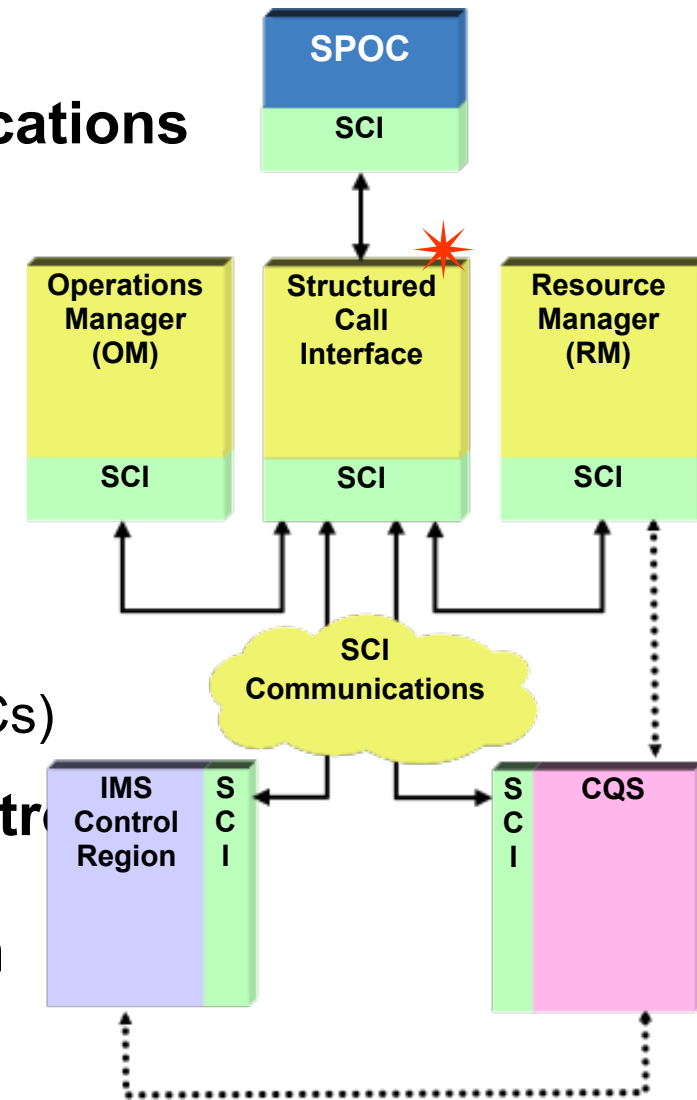 SPOC
cations
SCI
Operations
Manager
(OM)
Structured
Call
Interface
Resource
Manager
(RM)
SCI
SCI
SCI
SCI
Communications
Cs)
IMS
Control
Region
S
C
I
S
C
I
CQS
tr